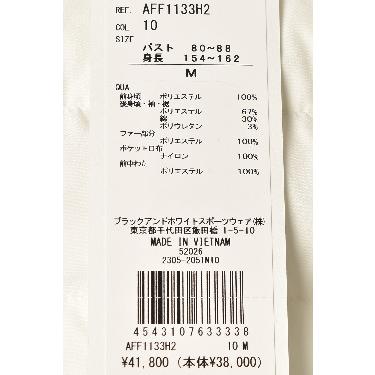 REF. AFF1133H2
COL 10
SIZE
バスト 80~88
身長 154~162
M
QUA
前身頃 ポリエステル 100%
後身頃・袖・裾
ポリエステル 67%
綿 30%
ポリウレタン 3%
ファー部分
ポリエステル 100%
ポケット口布
ナイロン 100%
前中わた
ポリエステル 100%
ブラックアンドホワイトスポーツウェア(株)
東京都千代田区飯田橋 1-5-10
MADE IN VIETNAM
52026
2305-2051N10
4543107633338
AFF1133H2 10 M
¥41,800 (本体¥38,000)